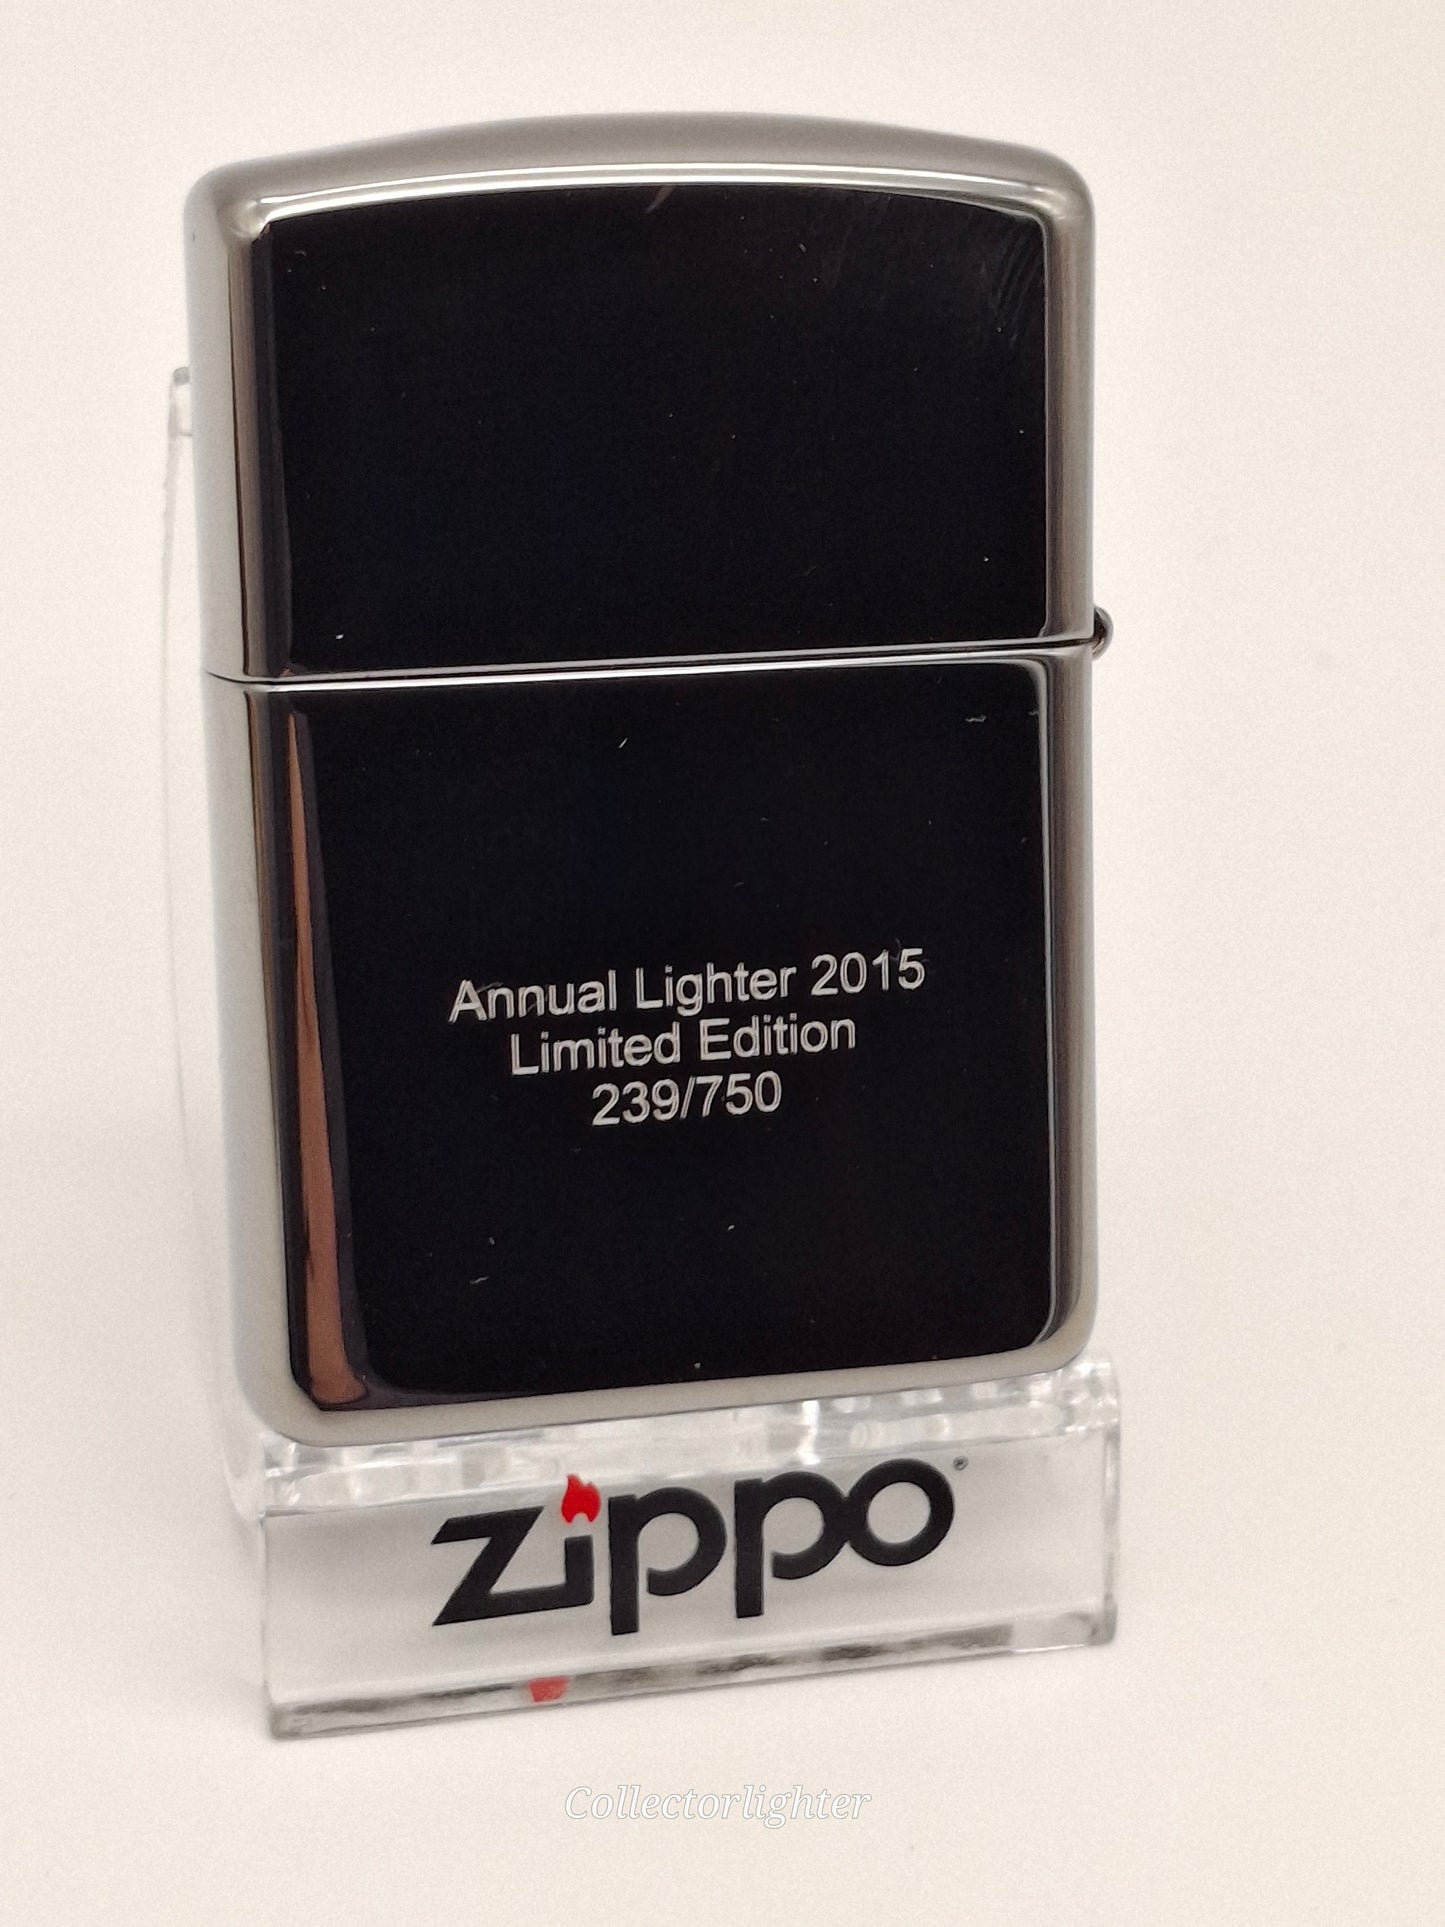 Annual Lighter 2015
Limited Edition
239/750
zippo®
Collectorlighter